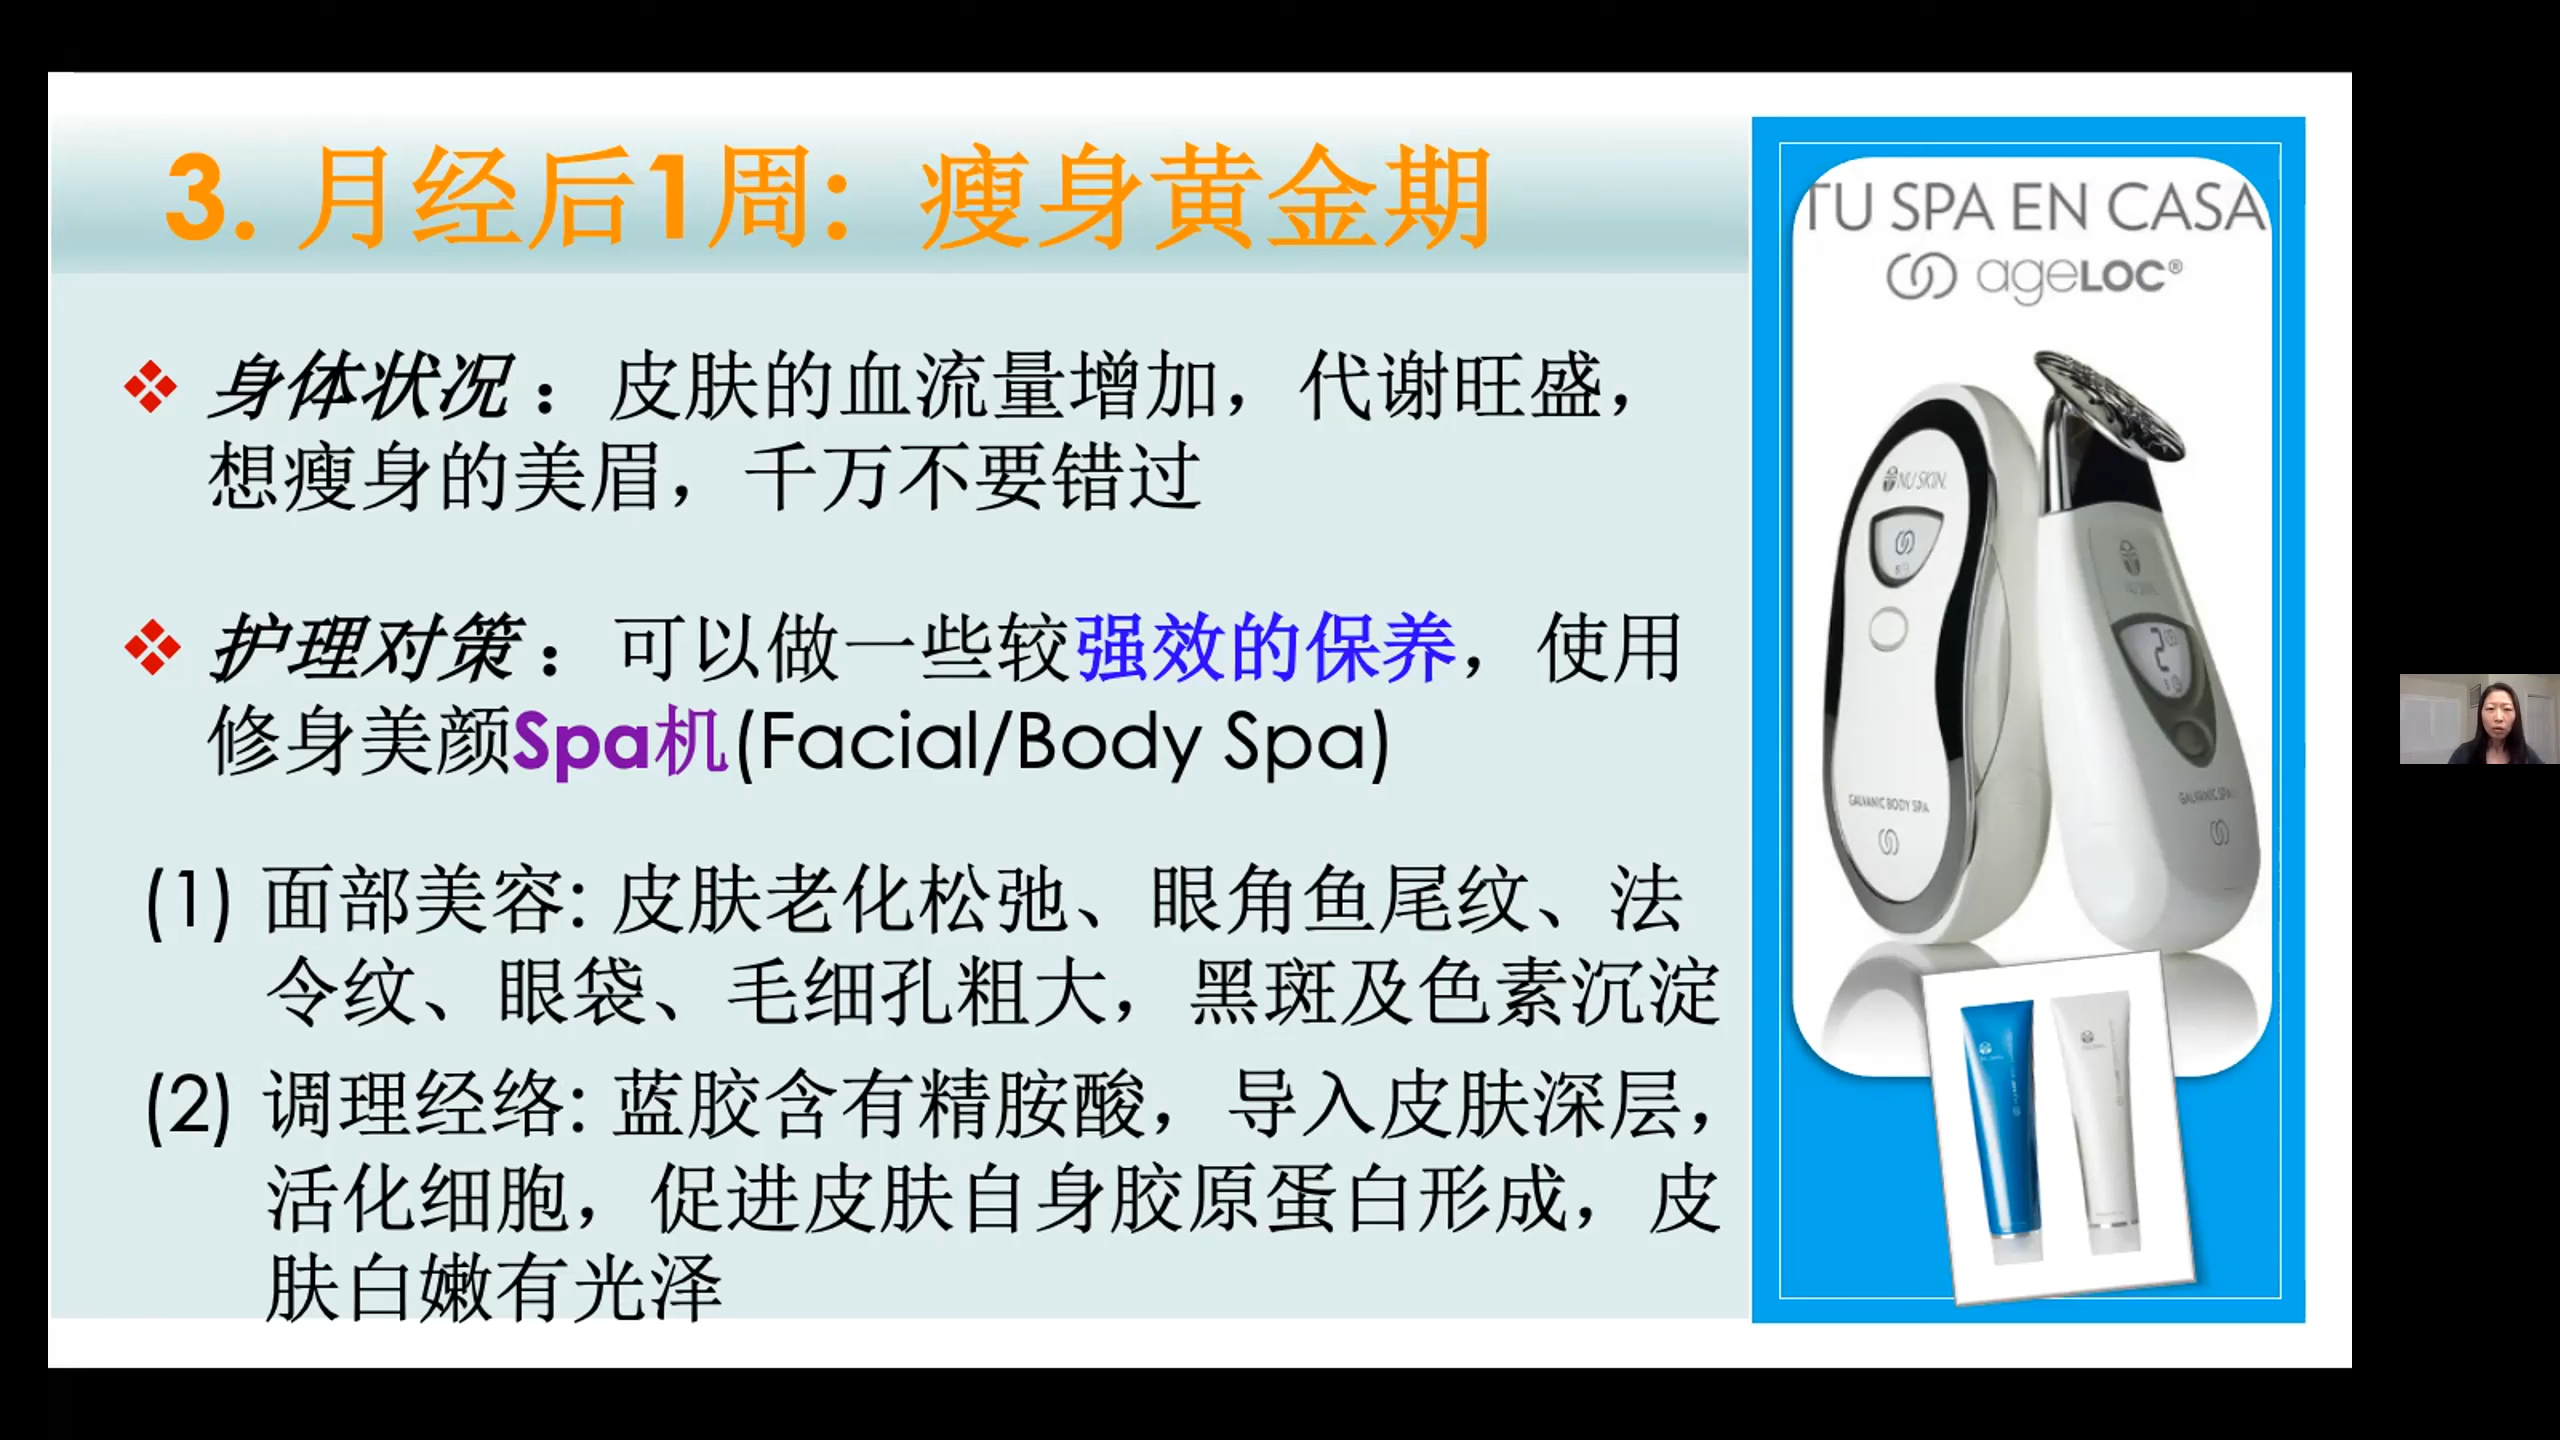 3. 月经后1周：瘦身黄金期
身体状况：皮肤的血流量增加，代谢旺盛，
想瘦身的美眉，千万不要错过
护理对策：可以做一些较强效的保养，使用
修身美颜Spa机(Facial/Body Spa)
(1) 面部美容: 皮肤老化松弛、眼角鱼尾纹、法
令纹、眼袋、毛细孔粗大，黑斑及色素沉淀
(2) 调理经络: 蓝胶含有精胺酸，导入皮肤深层，
活化细胞，促进皮肤自身胶原蛋白形成，皮
肤白嫩有光泽
TU SPA EN CASA
ageLOC®
NU SKIN
GALVANIC BODY SPA
2
GALVANIC SPA